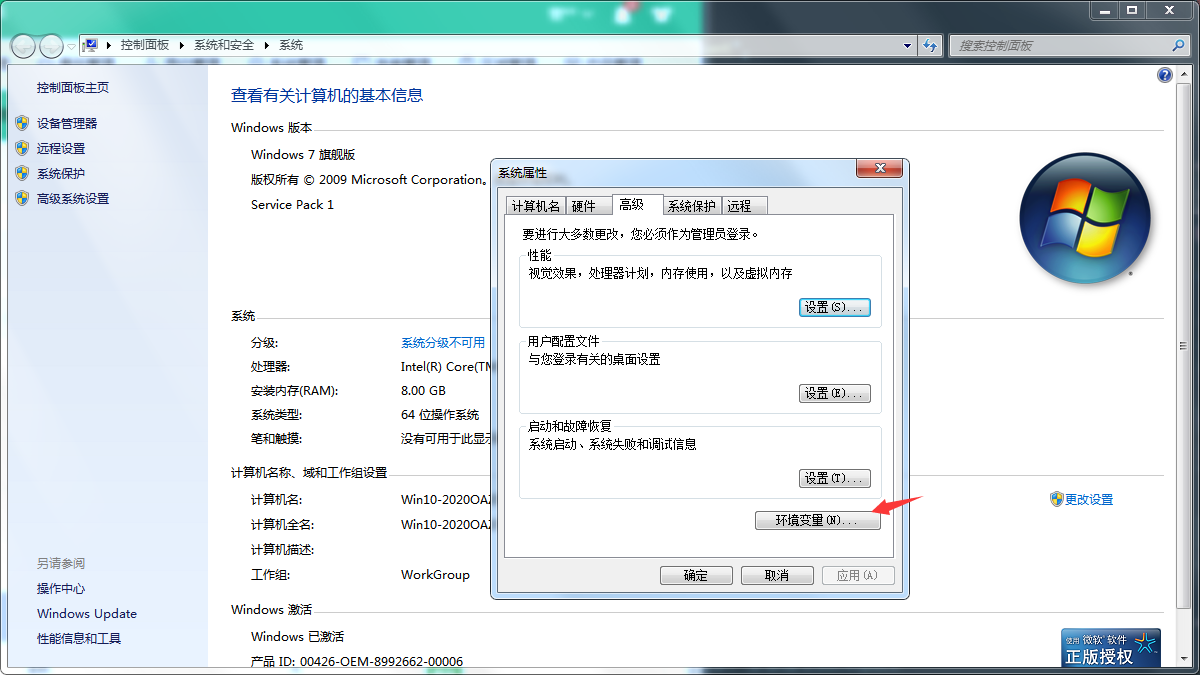 控制面板 系统和安全 系统
搜索控制面板
控制面板主页
设备管理器
远程设置
系统保护
高级系统设置
另请参阅
操作中心
Windows Update
性能信息和工具
查看有关计算机的基本信息
Windows 版本
Windows 7 旗舰版
版权所有 © 2009 Microsoft Corporation。
Service Pack 1
系统
分级: 系统分级不可用
处理器: Intel(R) Core(TM
安装内存(RAM): 8.00 GB
系统类型: 64 位操作系统
笔和触摸: 没有可用于此显示
计算机名称、域和工作组设置
计算机名: Win10-2020OA
计算机全名: Win10-2020OA
计算机描述:
工作组: WorkGroup
更改设置
Windows 激活
Windows 已激活
产品 ID: 00426-OEM-8992662-00006
使用 微软 软件
正版授权
系统属性
计算机名 硬件 高级 系统保护 远程
要进行大多数更改，您必须作为管理员登录。
性能
视觉效果，处理器计划，内存使用，以及虚拟内存
设置(S)...
用户配置文件
与您登录有关的桌面设置
设置(E)...
启动和故障恢复
系统启动、系统失败和调试信息
设置(T)...
环境变量(N)...
确定 取消 应用(A)